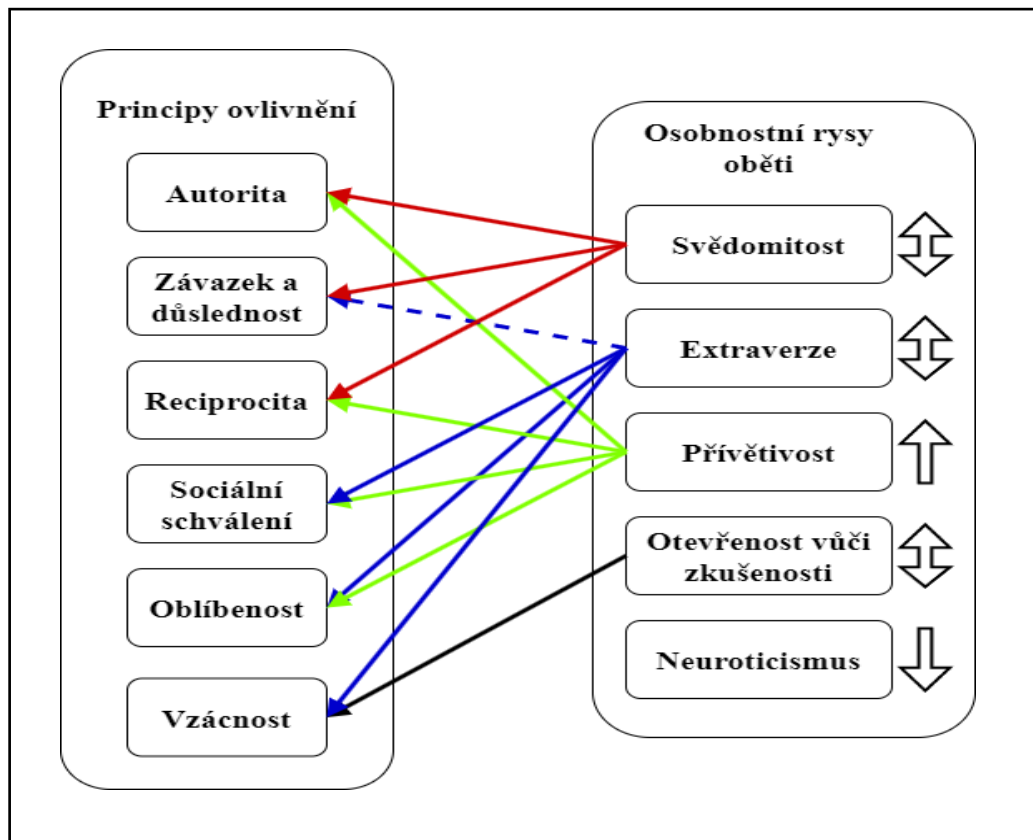 Principy ovlivnění
Autorita
Závazek a
důslednost
Reciprocita
Sociální
schválení
Oblíbenost
Vzácnost
Osobnostní rysy
oběti
Svědomitost
Extraverze
Přívětivost
Otevřenost vůči
zkušenosti
Neuroticismus